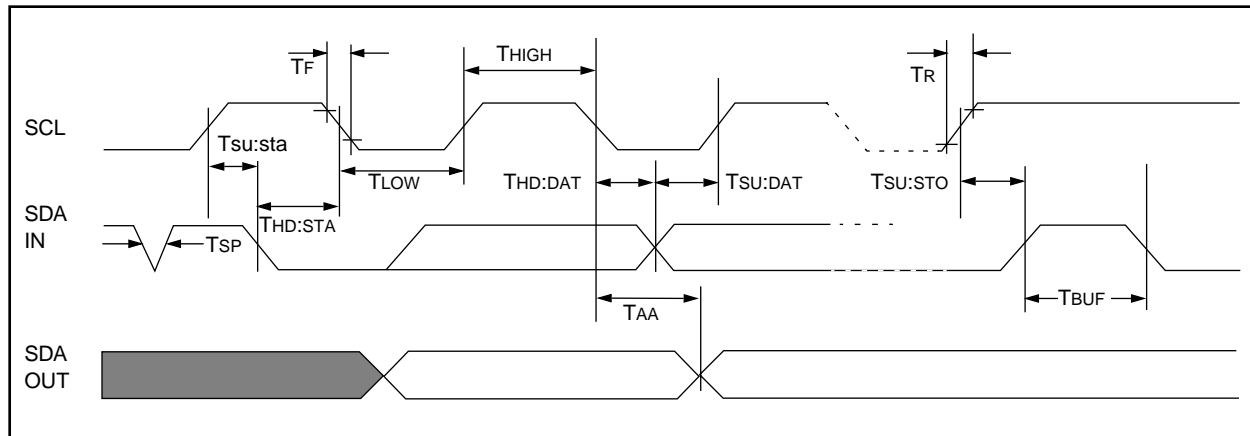 TF
THIGH
TR
SCL
Tsu:sta
TLOW
THD:DAT
TSU:DAT
TSU:STO
THD:STA
SDA
IN
TSP
TAA
TBUF
SDA
OUT